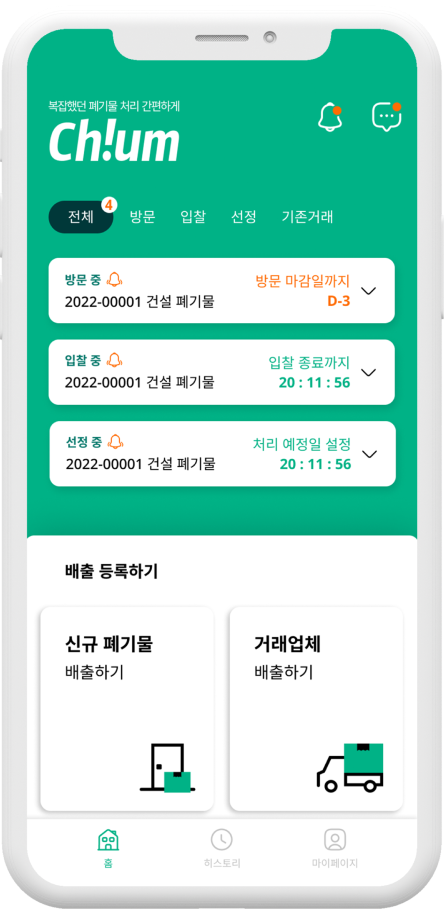 복잡했던 폐기물 처리 간편하게
Ch!um
전체 4 방문 입찰 선정 기존거래
방문 중 방문 마감일까지
2022-00001 건설 폐기물 D-3
입찰 중 입찰 종료까지
2022-00001 건설 폐기물 20 : 11 : 56
선정 중 처리 예정일 설정
2022-00001 건설 폐기물 20 : 11 : 56
배출 등록하기
신규 폐기물 거래업체
배출하기 배출하기
홈 히스토리 마이페이지